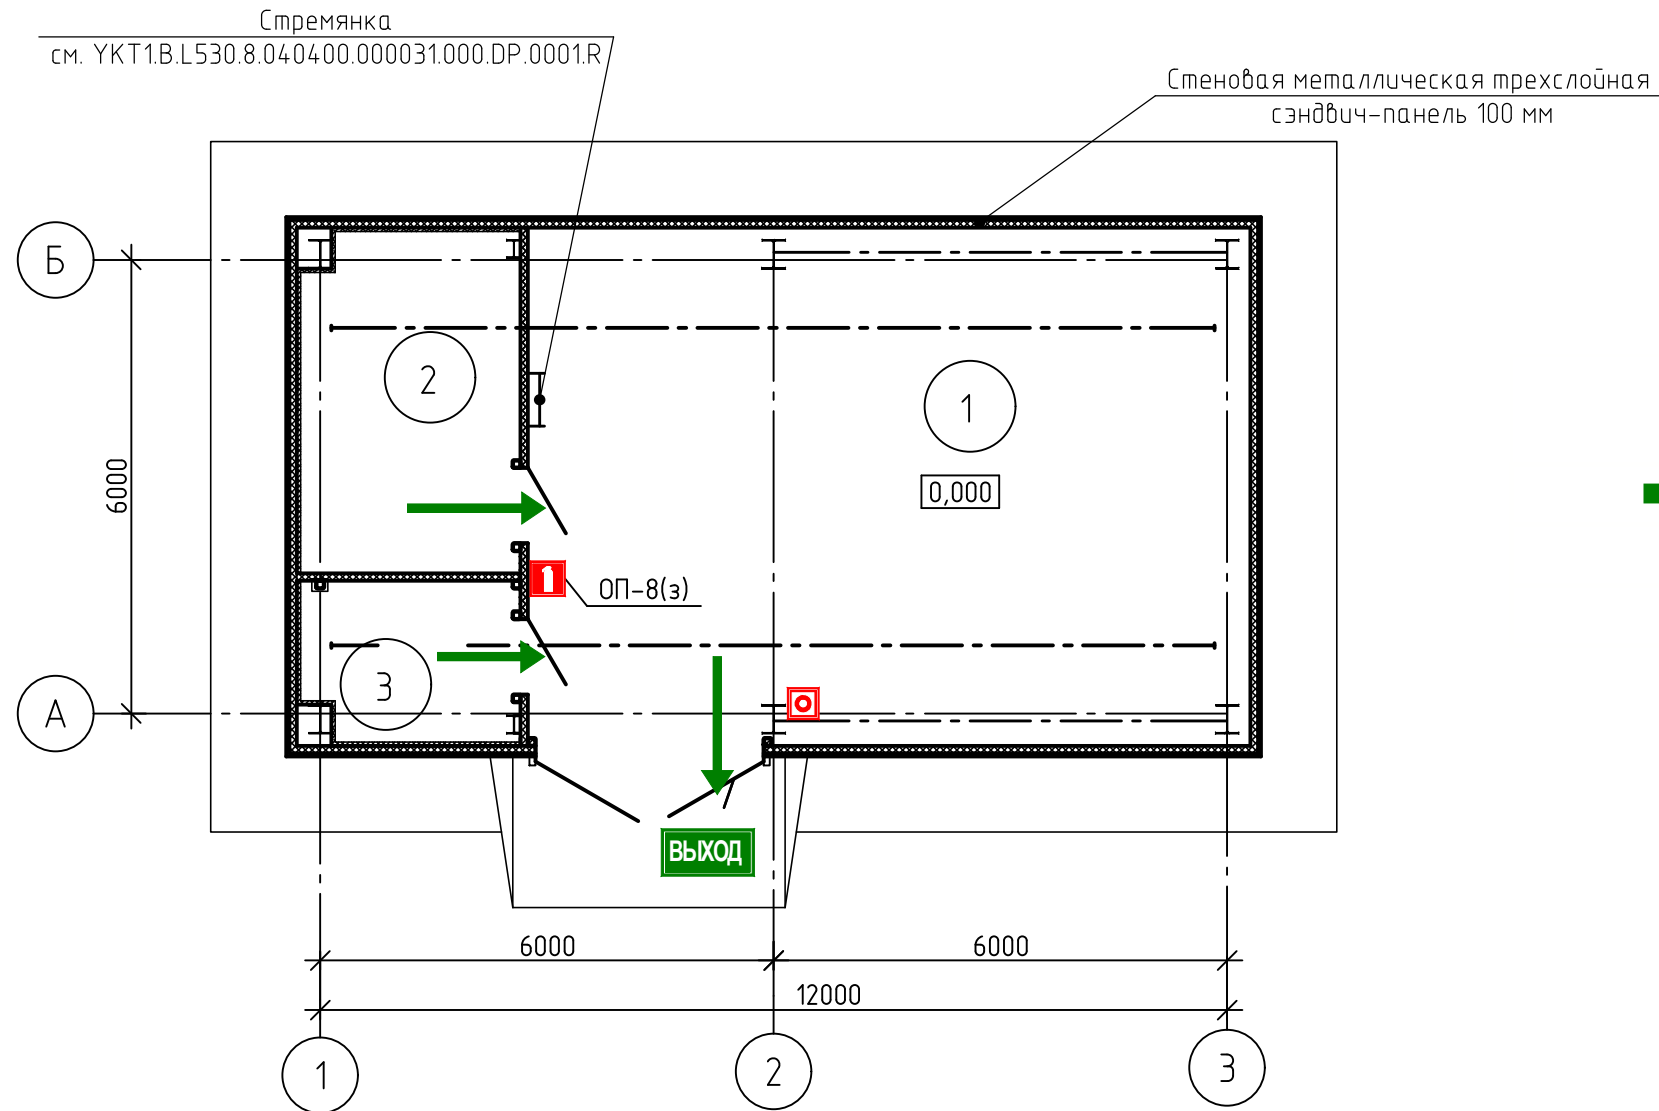 Стремянка
см. YKT1.B.L530.8.040400.000031.000.DP.0001.R
Стеновая металлическая трехслойная
сэндвич-панель 100 мм
Б
2
1
6000
0,000
ОП-8(з)
3
А
ВЫХОД
6000
6000
12000
1
2
3